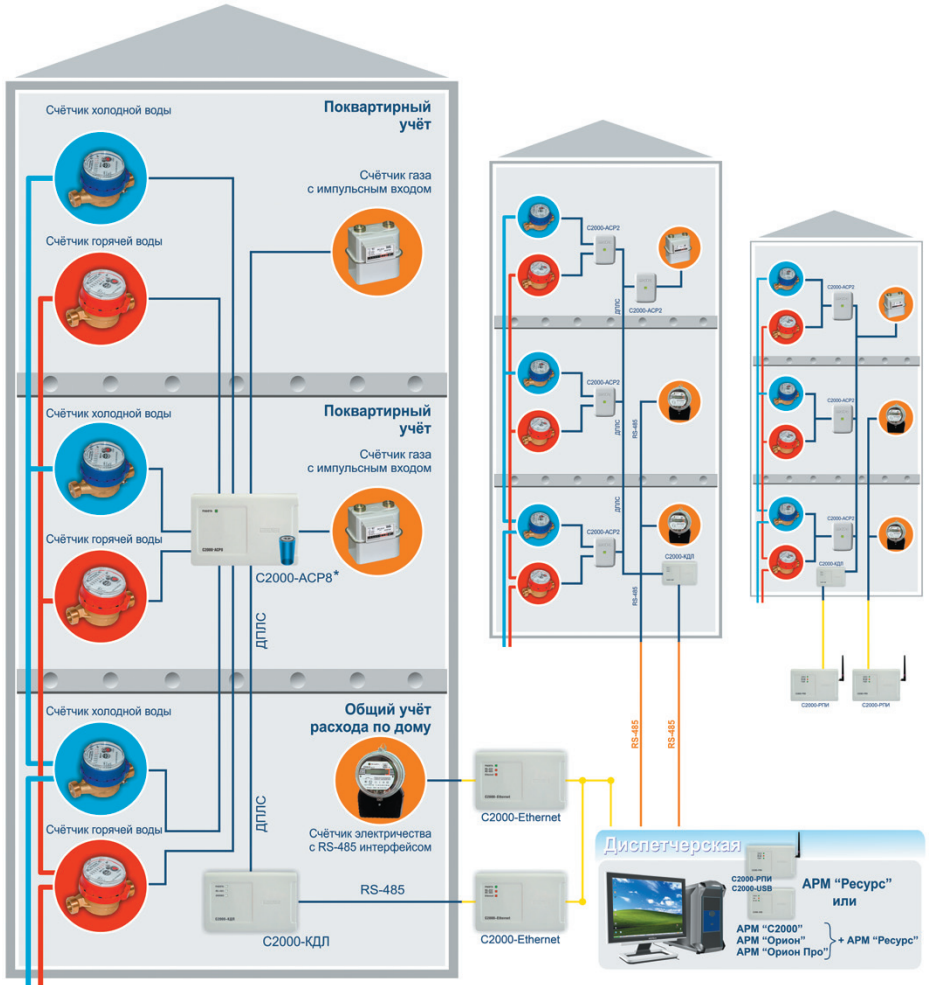 Счётчик холодной воды
Поквартирный
учёт
Счётчик газа
с импульсным входом
Счётчик горячей воды
Счётчик холодной воды
Поквартирный
учёт
Счётчик газа
с импульсным входом
Счётчик горячей воды
С2000-АСР8*
ДПЛС
Счётчик холодной воды
Общий учёт
расхода по дому
ДПЛС
Счётчик горячей воды
Счётчик электричества
с RS-485 интерфейсом
RS-485
С2000-КДЛ
С2000-Ethernet
С2000-Ethernet
С2000-АСР2
ДПЛС
С2000-АСР2
С2000-АСР2
ДПЛС
RS-485
С2000-АСР2
ДПЛС
С2000-КДЛ
RS-485
RS-485
RS-485
С2000-АСР2
С2000-АСР2
С2000-АСР2
С2000-КДЛ
С2000-РПИ
С2000-РПИ
Диспетчерская
С2000-РПИ
С2000-USB
АРМ “Ресурс”
или
АРМ “С2000”
АРМ “Орион” + АРМ “Ресурс”
АРМ “Орион Про”